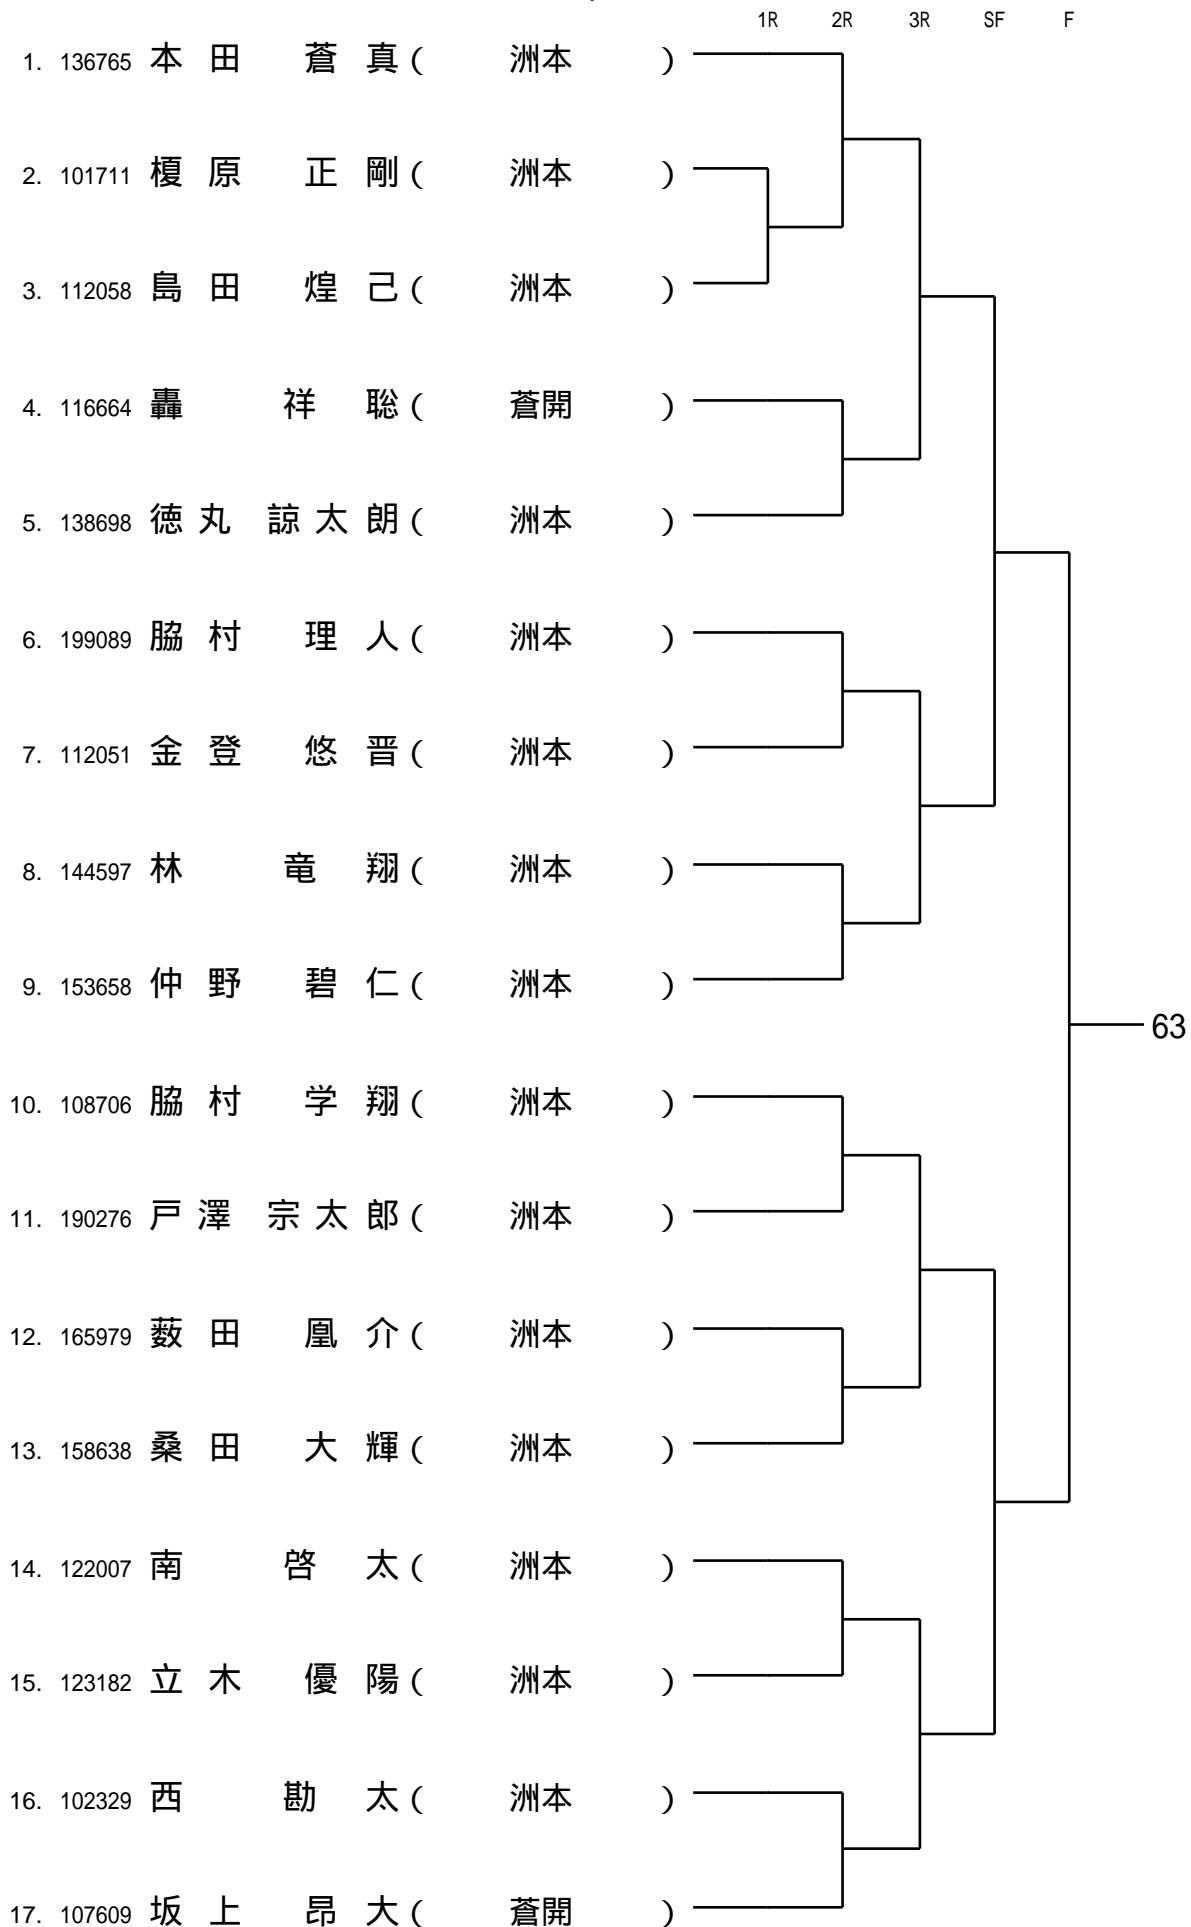 1R 2R 3R SF F
1. 136765 本田 蒼真(洲本)
2. 101711 榎原 正剛(洲本)
3. 112058 島田 煌己(洲本)
4. 116664 轟 祥聡(蒼開)
5. 138698 徳丸 諒太朗(洲本)
6. 199089 脇村 理人(洲本)
7. 112051 金登 悠晋(洲本)
8. 144597 林 竜翔(洲本)
9. 153658 仲野 碧仁(洲本)
63
10. 108706 脇村 学翔(洲本)
11. 190276 戸澤 宗太郎(洲本)
12. 165979 薮田 凰介(洲本)
13. 158638 桑田 大輝(洲本)
14. 122007 南 啓太(洲本)
15. 123182 立木 優陽(洲本)
16. 102329 西 勘太(洲本)
17. 107609 坂上 昂大(蒼開)